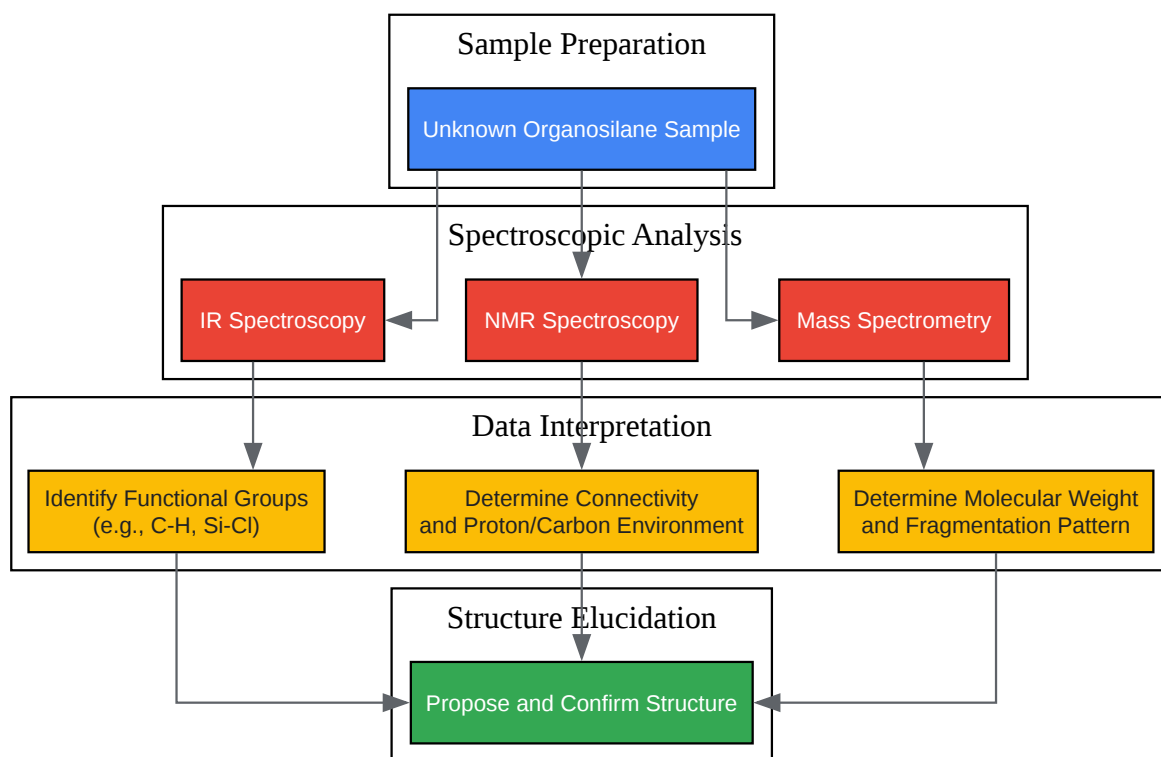 Sample Preparation
Unknown Organosilane Sample
Spectroscopic Analysis
IR Spectroscopy
NMR Spectroscopy
Mass Spectrometry
Data Interpretation
Identify Functional Groups
(e.g., C-H, Si-Cl)
Determine Connectivity
and Proton/Carbon Environment
Determine Molecular Weight
and Fragmentation Pattern
Structure Elucidation
Propose and Confirm Structure